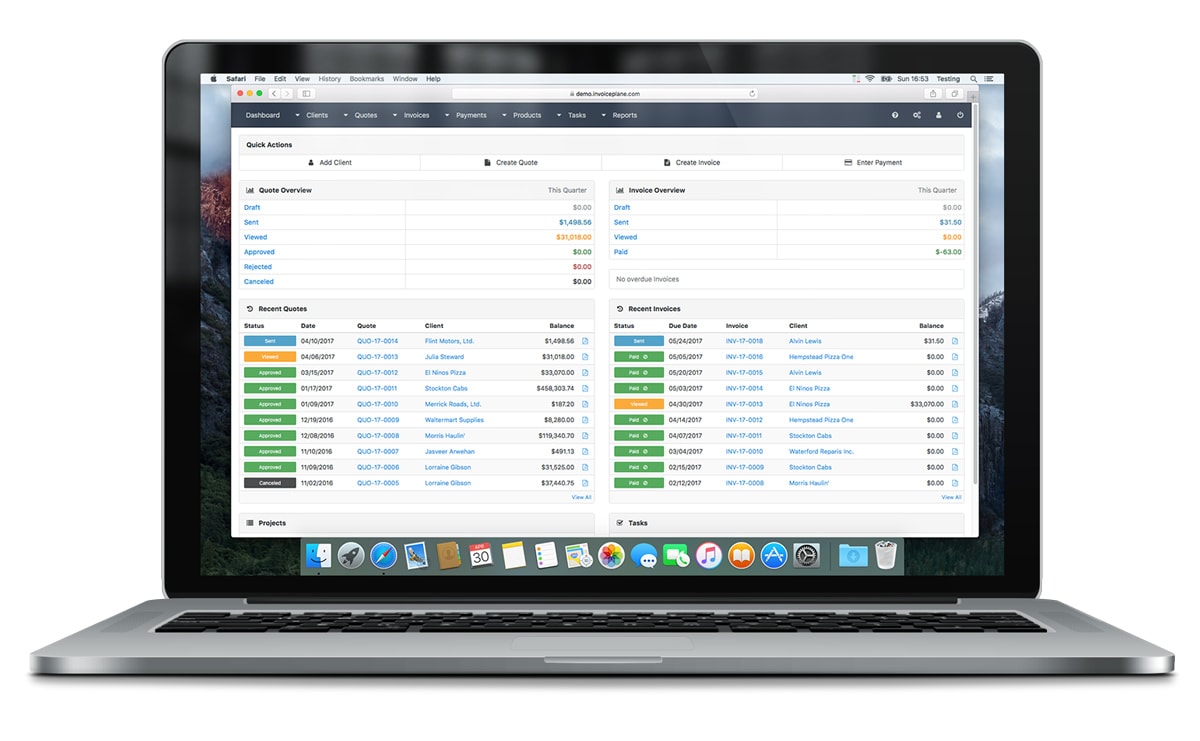 Safari File Edit View History Bookmarks Window Help Sun 16:53 Testing
demo.invoiceplane.com
Dashboard Clients Quotes Invoices Payments Products Tasks Reports
Quick Actions
Add Client Create Quote Create Invoice Enter Payment
Quote Overview This Quarter
Draft $0.00
Sent $1,498.56
Viewed $31,018.00
Approved $0.00
Rejected $0.00
Canceled $0.00
Invoice Overview This Quarter
Draft $0.00
Sent $31.50
Viewed $0.00
Paid $-63.00
No overdue Invoices
Recent Quotes
Status Date Quote Client Balance
Sent 04/10/2017 QUO-17-0014 Flint Motors, Ltd. $1,498.56
Viewed 04/06/2017 QUO-17-0013 Julia Steward $31,018.00
Approved 03/15/2017 QUO-17-0012 El Ninos Pizza $33,070.00
Approved 01/17/2017 QUO-17-0011 Stockton Cabs $458,303.74
Approved 01/09/2017 QUO-17-0010 Merrick Roads, Ltd. $187.20
Approved 12/19/2016 QUO-17-0009 Waltermart Supplies $8,280.00
Approved 12/08/2016 QUO-17-0008 Morris Haulin' $119,340.70
Approved 11/10/2016 QUO-17-0007 Jasveer Arwehan $491.13
Approved 11/09/2016 QUO-17-0006 Lorraine Gibson $31,525.00
Canceled 11/02/2016 QUO-17-0005 Lorraine Gibson $37,440.75
View All
Recent Invoices
Status Due Date Invoice Client Balance
Sent 05/24/2017 INV-17-0018 Alvin Lewis $31.50
Paid 05/05/2017 INV-17-0016 Hempstead Pizza One $0.00
Paid 05/20/2017 INV-17-0015 Alvin Lewis $0.00
Paid 05/03/2017 INV-17-0014 El Ninos Pizza $0.00
Viewed 04/30/2017 INV-17-0013 El Ninos Pizza $33,070.00
Paid 04/14/2017 INV-17-0012 Hempstead Pizza One $0.00
Paid 04/07/2017 INV-17-0011 Stockton Cabs $0.00
Paid 03/04/2017 INV-17-0010 Waterford Reparis Inc. $0.00
Paid 02/15/2017 INV-17-0009 Stockton Cabs $0.00
Paid 02/12/2017 INV-17-0008 Morris Haulin' $0.00
View All
Projects
Tasks
APR
30